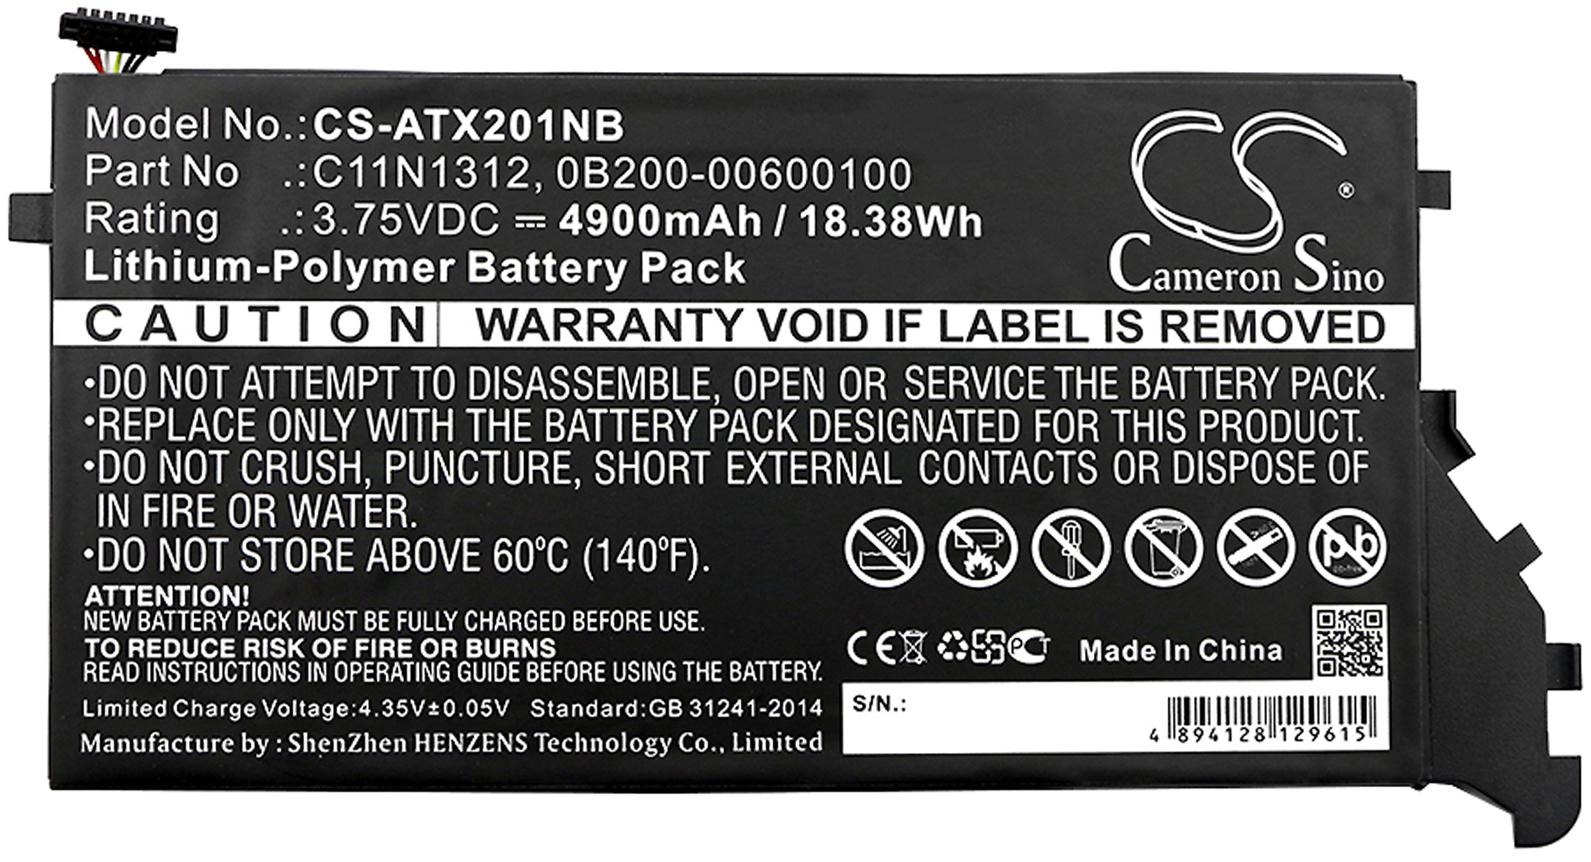 Model No.:CS-ATX201NB
Part No .:C11N1312, 0B200-00600100
Rating .:3.75VDC ⎓ 4900mAh / 18.38Wh
Lithium-Polymer Battery Pack
CS®
Cameron Sino
CAUTION WARRANTY VOID IF LABEL IS REMOVED
•DO NOT ATTEMPT TO DISASSEMBLE, OPEN OR SERVICE THE BATTERY PACK.
•REPLACE ONLY WITH THE BATTERY PACK DESIGNATED FOR THIS PRODUCT.
•DO NOT CRUSH, PUNCTURE, SHORT EXTERNAL CONTACTS OR DISPOSE OF
IN FIRE OR WATER.
•DO NOT STORE ABOVE 60ºC (140ºF).
Pb
ATTENTION!
NEW BATTERY PACK MUST BE FULLY CHARGED BEFORE USE.
TO REDUCE RISK OF FIRE OR BURNS
READ INSTRUCTIONS IN OPERATING GUIDE BEFORE USING THE BATTERY.
CE PCT Made In China
Limited Charge Voltage:4.35V±0.05V Standard:GB 31241-2014
Manufacture by : ShenZhen HENZENS Technology Co., Limited
S/N.:
4 894128 129615